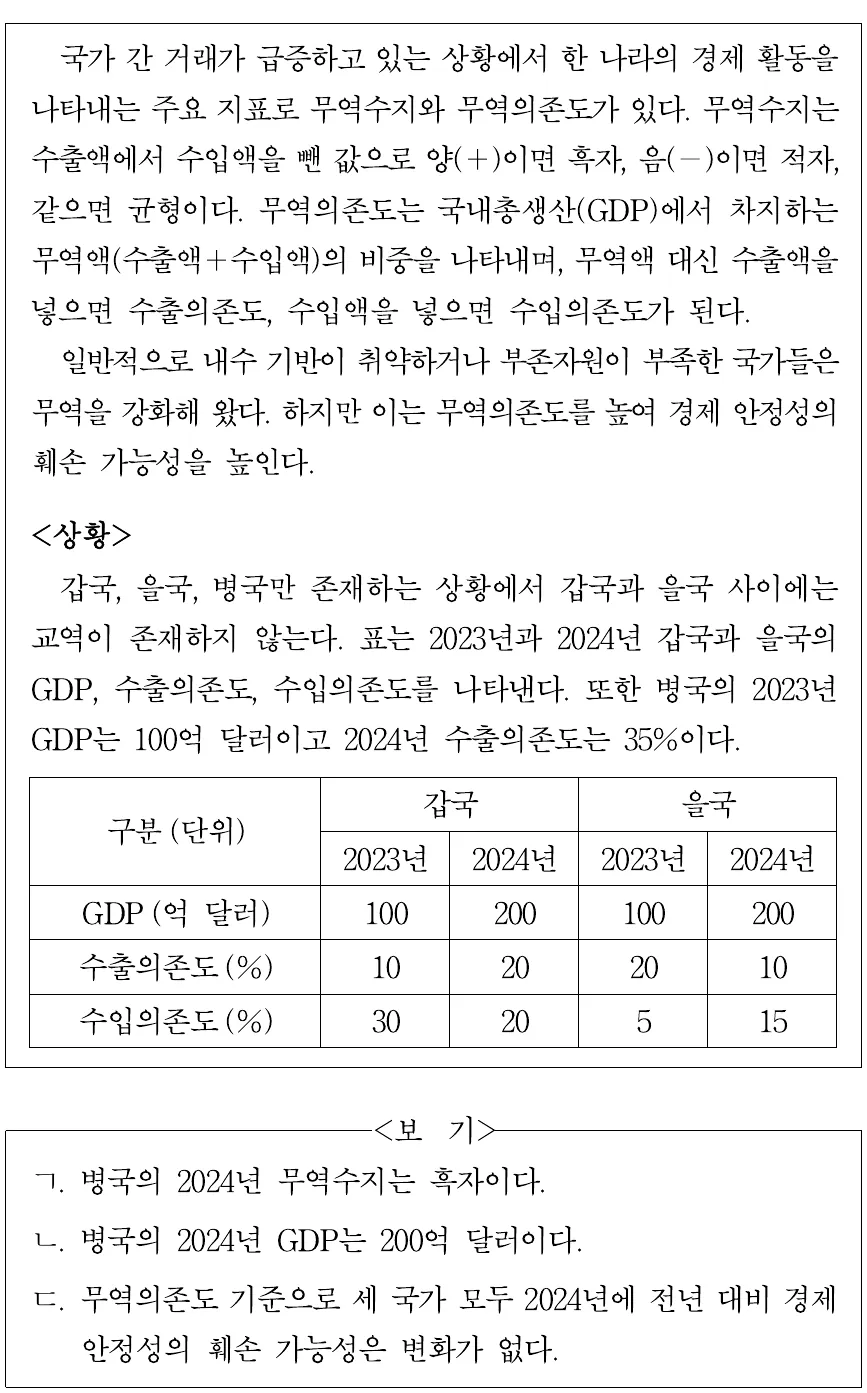 국가 간 거래가 급증하고 있는 상황에서 한 나라의 경제 활동을
나타내는 주요 지표로 무역수지와 무역의존도가 있다. 무역수지는
수출액에서 수입액을 뺀 값으로 양(+)이면 흑자, 음(-)이면 적자,
같으면 균형이다. 무역의존도는 국내총생산(GDP)에서 차지하는
무역액(수출액+수입액)의 비중을 나타내며, 무역액 대신 수출액을
넣으면 수출의존도, 수입액을 넣으면 수입의존도가 된다.
일반적으로 내수 기반이 취약하거나 부존자원이 부족한 국가들은
무역을 강화해 왔다. 하지만 이는 무역의존도를 높여 경제 안정성의
훼손 가능성을 높인다.
<상황>
갑국, 을국, 병국만 존재하는 상황에서 갑국과 을국 사이에는
교역이 존재하지 않는다. 표는 2023년과 2024년 갑국과 을국의
GDP, 수출의존도, 수입의존도를 나타낸다. 또한 병국의 2023년
GDP는 100억 달러이고 2024년 수출의존도는 35%이다.
구분 (단위) 갑국 을국
2023년 2024년 2023년 2024년
GDP (억 달러) 100 200 100 200
수출의존도 (%) 10 20 20 10
수입의존도 (%) 30 20 5 15
<보 기>
ㄱ. 병국의 2024년 무역수지는 흑자이다.
ㄴ. 병국의 2024년 GDP는 200억 달러이다.
ㄷ. 무역의존도 기준으로 세 국가 모두 2024년에 전년 대비 경제
안정성의 훼손 가능성은 변화가 없다.